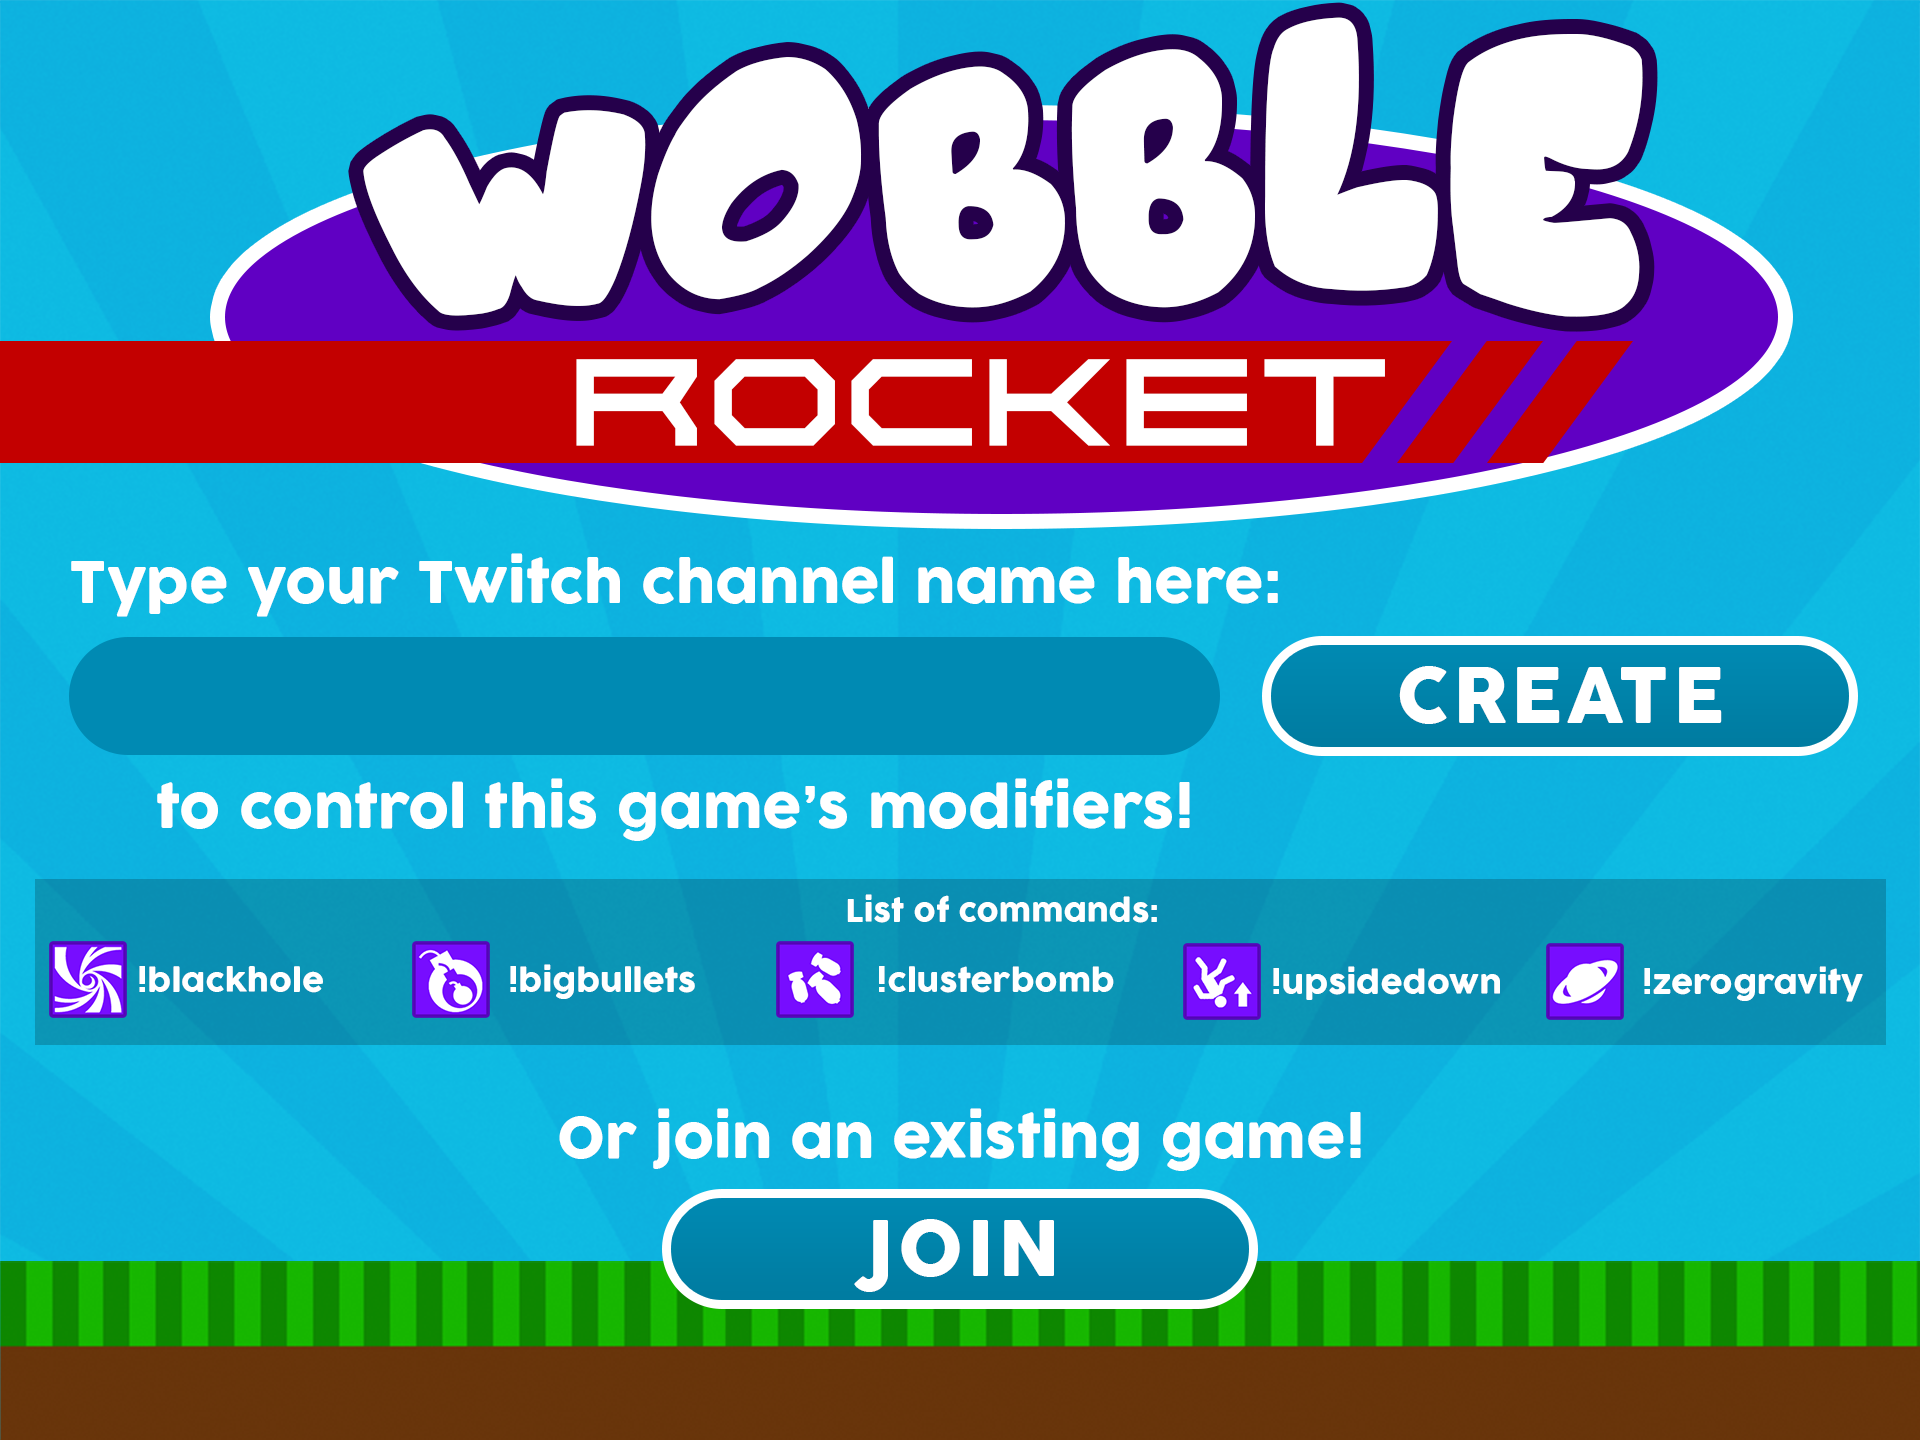 WOBBLE
ROCKET
Type your Twitch channel name here:
CREATE
to control this game's modifiers!
List of commands:
!blackhole !bigbullets !clusterbomb !upsidedown !zerogravity
Or join an existing game!
JOIN